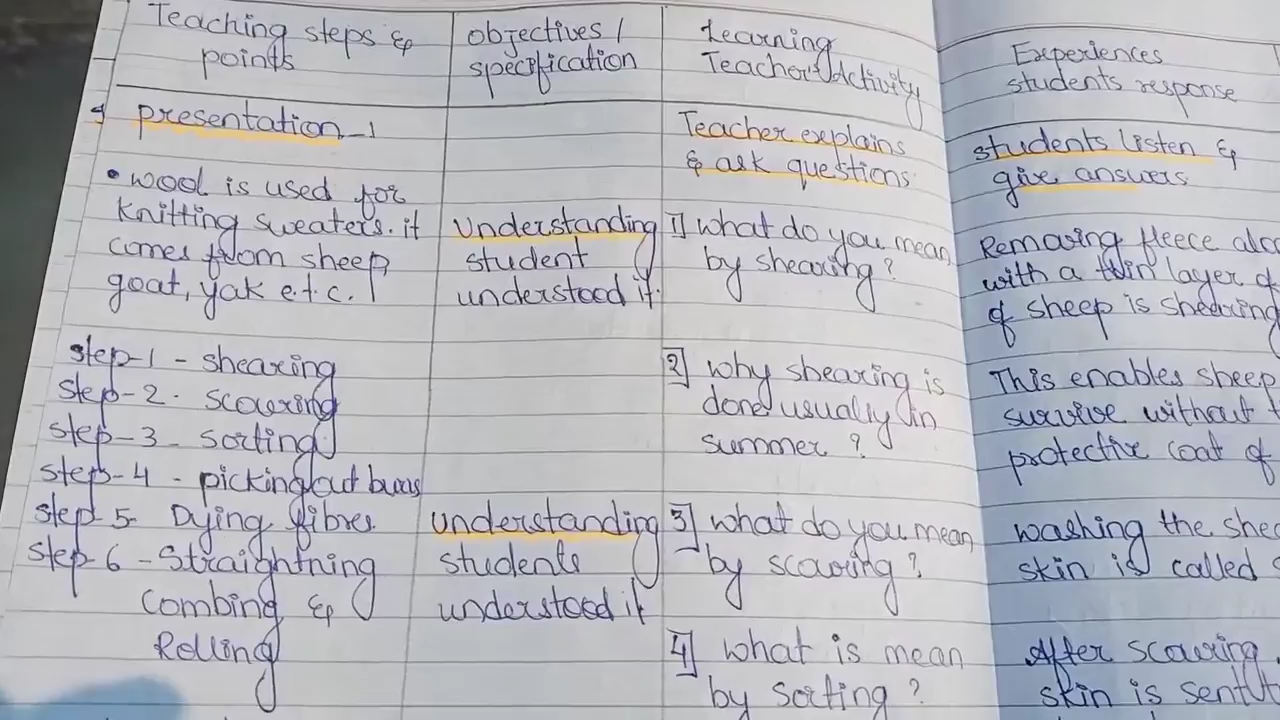 Teaching steps &
points
objectives /
specification
Learning
Teacher's Activity
Experiences
students response
presentation-1
• wool is used for
knitting sweaters. it
comes from sheep
goat, yak e.t.c.
step-1 - shearing
step-2. scouring
step-3 - sorting
step-4 - picking out burrs
step 5- Dying fibres
step-6 - Straightning
Combing &
Rolling
Understanding
student
understood it.
understanding
students
understood it
Teacher explains
& ask questions
1] what do you mean
by shearing?
2] why shearing is
done usually in
summer?
3] what do you mean
by scouring?
4] what is mean
by sorting?
students listen &
give answers
Removing fleece
with a thin layer of
of sheep is shearing
This enables sheep
survive without
protective coat of
washing the
skin is called
After scouring
skin is sent